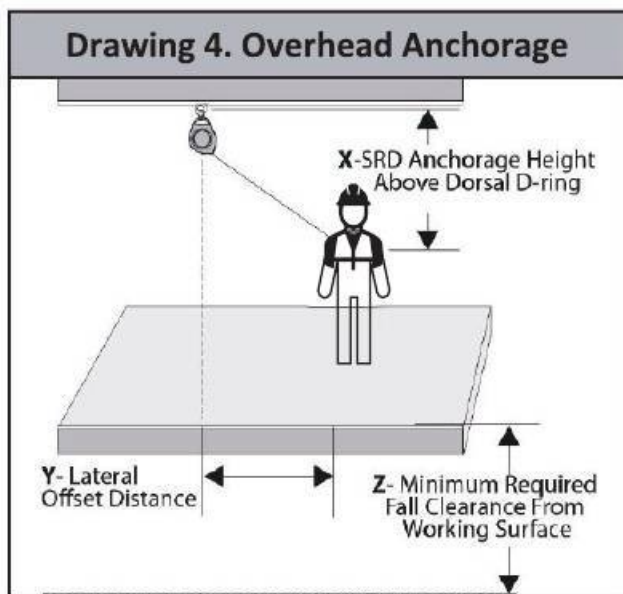 Drawing 4. Overhead Anchorage
X-SRD Anchorage Height
Above Dorsal D-ring
Y- Lateral
Offset Distance
Z- Minimum Required
Fall Clearance From
Working Surface